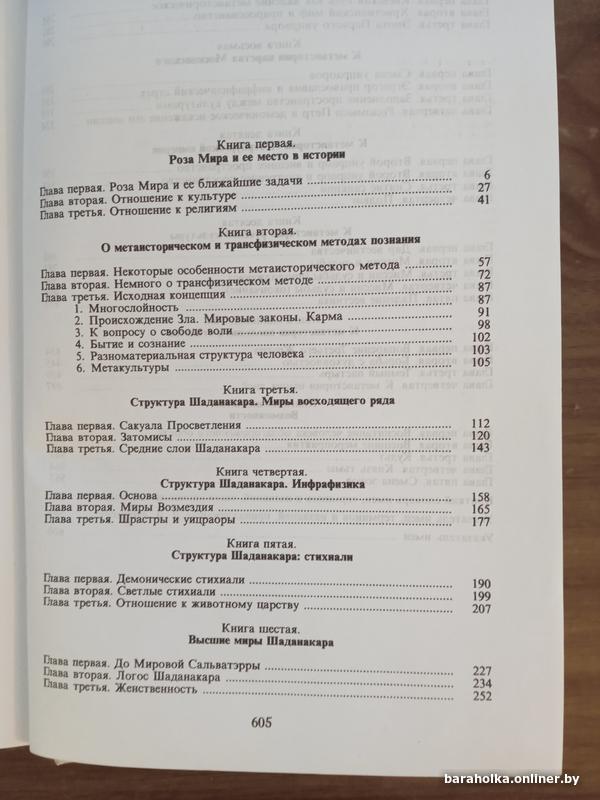 Книга первая.
Роза Мира и ее место в истории
Глава первая. Роза Мира и ее ближайшие задачи ........ 6
Глава вторая. Отношение к культуре ........ 27
Глава третья. Отношение к религиям ........ 41
Книга вторая.
О метаисторическом и трансфизическом методах познания
Глава первая. Некоторые особенности метаисторического метода ........ 57
Глава вторая. Немного о трансфизическом методе ........ 72
Глава третья. Исходная концепция ........ 87
1. Многослойность ........ 87
2. Происхождение Зла. Мировые законы. Карма ........ 91
3. К вопросу о свободе воли ........ 98
4. Бытие и сознание ........ 102
5. Разноматериальная структура человека ........ 103
6. Метакультуры ........ 105
Книга третья.
Структура Шаданакара. Миры восходящего ряда
Глава первая. Сакуала Просветления ........ 112
Глава вторая. Затомисы ........ 120
Глава третья. Средние слои Шаданакара ........ 143
Книга четвертая.
Структура Шаданакара. Инфрафизика
Глава первая. Основа ........ 158
Глава вторая. Миры Возмездия ........ 165
Глава третья. Шрастры и уицраоры ........ 177
Книга пятая.
Структура Шаданакара: стихиали
Глава первая. Демонические стихиали ........ 190
Глава вторая. Светлые стихиали ........ 199
Глава третья. Отношение к животному царству ........ 207
Книга шестая.
Высшие миры Шаданакара
Глава первая. До Мировой Сальватэрры ........ 227
Глава вторая. Логос Шаданакара ........ 234
Глава третья. Женственность ........ 252
605
baraholka.onliner.by